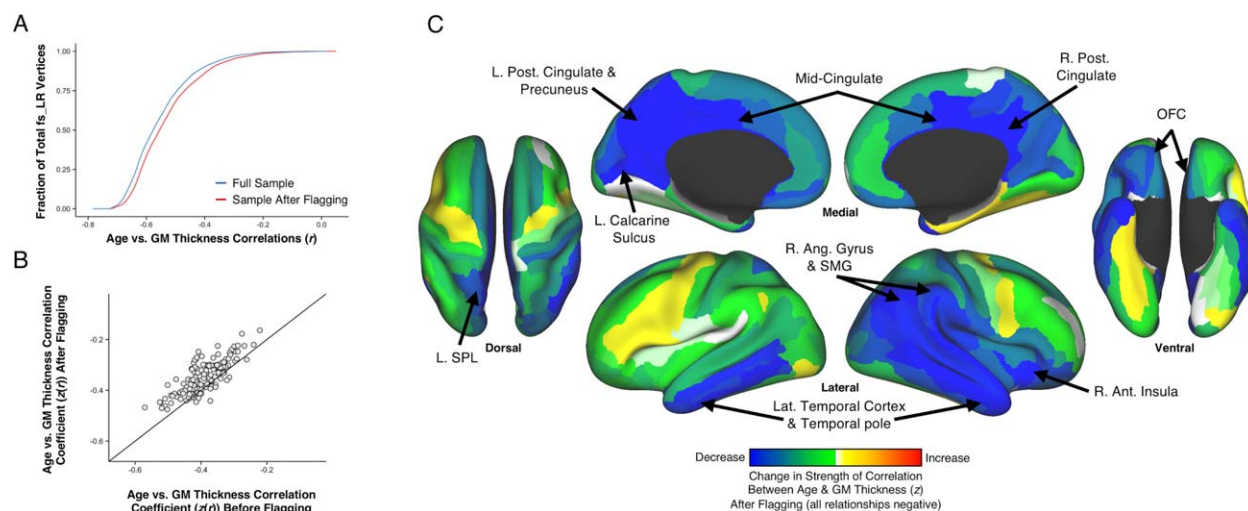 A
Fraction of Total fs_LR Vertices
1.00
0.75
0.50
0.25
0.00
Full Sample
Sample After Flagging
-0.8
-0.6
-0.4
-0.2
0.0
Age vs. GM Thickness Correlations (r)
B
Age vs. GM Thickness Correlation
Coefficient (z(r)) After Flagging
-0.2
-0.4
-0.6
-0.6
-0.4
-0.2
Age vs. GM Thickness Correlation
Coefficient (z(r)) Before Flagging
C
L. Post. Cingulate &
Precuneus
Mid-Cingulate
R. Post.
Cingulate
OFC
L. Calcarine
Sulcus
Medial
R. Ang. Gyrus
& SMG
L. SPL
Dorsal
Ventral
Lateral
Lat. Temporal Cortex
& Temporal pole
R. Ant. Insula
Decrease
Increase
Change in Strength of Correlation
Between Age & GM Thickness (z)
After Flagging (all relationships negative)